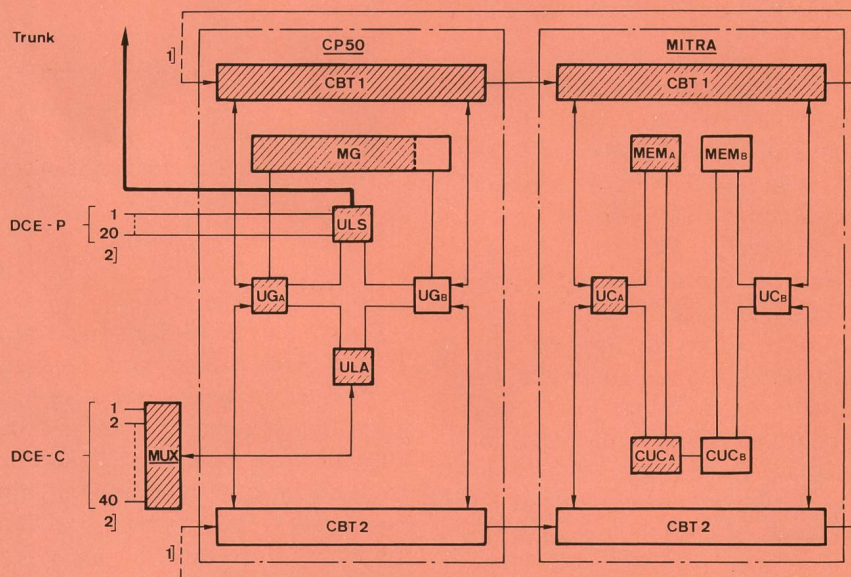 Trunk
CP50
MITRA
1]
CBT 1
CBT 1
MG
MEMA
MEMB
DCE - P
1
20
2]
ULS
UGA
UGB
UCA
UCB
ULA
DCE - C
1
2
40
2]
MUX
CUCA
CUCB
1]
CBT 2
CBT 2